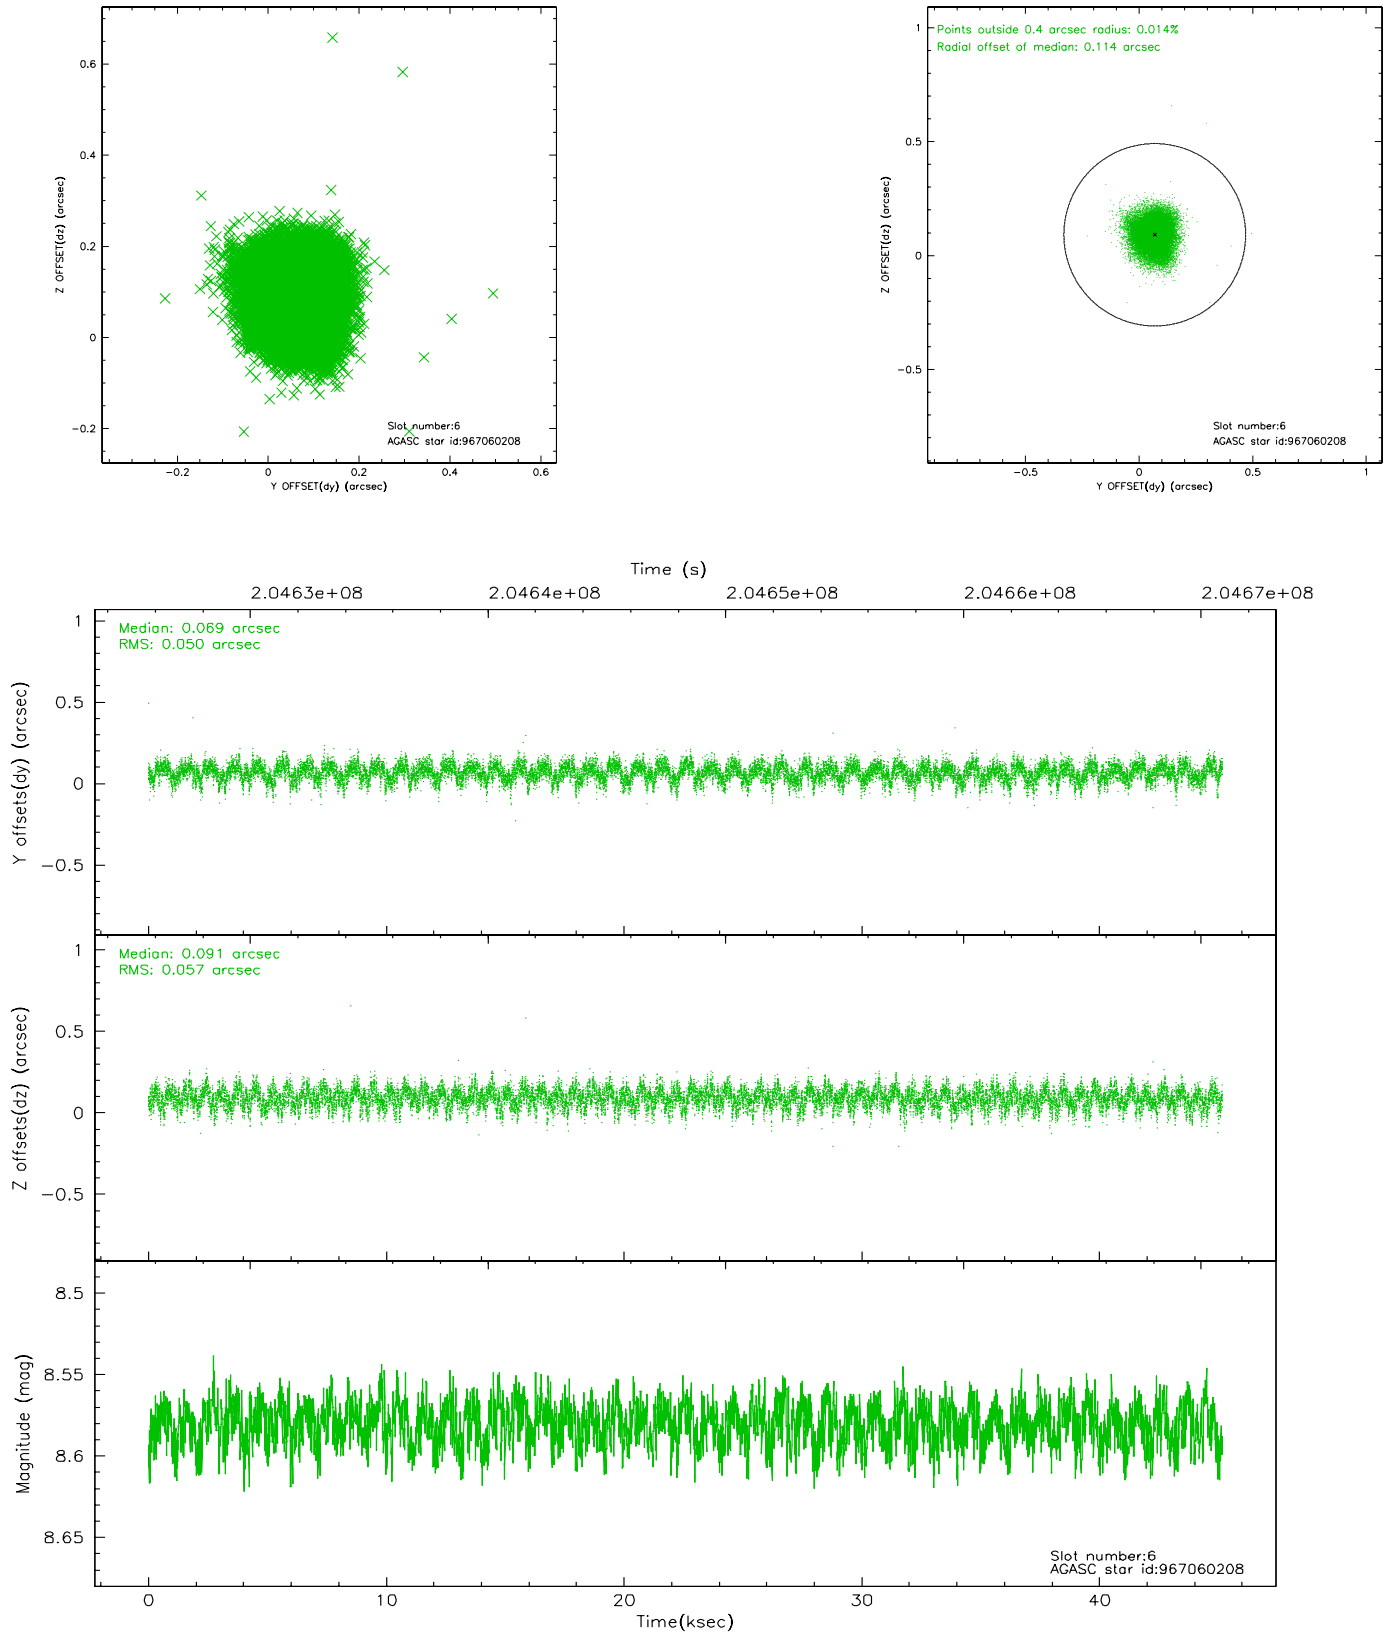 0.6
0.4
0.2
0
−0.2
Z OFFSET(dz) (arcsec)
Slot number:6
AGASC star id:967060208
−0.2 0 0.2 0.4 0.6
Y OFFSET(dy) (arcsec)
Points outside 0.4 arcsec radius: 0.014%
Radial offset of median: 0.114 arcsec
1
0.5
0
−0.5
Z OFFSET(dz) (arcsec)
Slot number:6
AGASC star id:967060208
−0.5 0 0.5 1
Y OFFSET(dy) (arcsec)
Time (s)
2.0463e+08 2.0464e+08 2.0465e+08 2.0466e+08 2.0467e+08
Median: 0.069 arcsec
RMS: 0.050 arcsec
1
0.5
0
−0.5
Y offsets(dy) (arcsec)
Median: 0.091 arcsec
RMS: 0.057 arcsec
1
0.5
0
−0.5
Z offsets(dz) (arcsec)
8.5
8.55
8.6
8.65
Magnitude (mag)
Slot number:6
AGASC star id:967060208
0 10 20 30 40
Time(ksec)